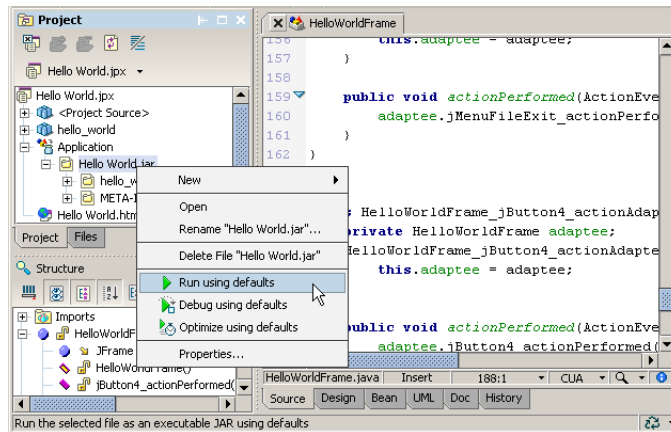 Project
Hello World.jpx
Hello World.jpx
<Project Source>
hello_world
Application
Hello World.jar
hello_w
META-I
Hello World.htm
Project Files
Structure
Imports
HelloWorldF
JFrame
HelloWorldFrame()
jButton4_actionPerformed(
New
Open
Rename "Hello World.jar"...
Delete File "Hello World.jar"
Run using defaults
Debug using defaults
Optimize using defaults
Properties...
HelloWorldFrame
156 this.adaptee = adaptee;
157 }
158
159 public void actionPerformed(ActionEve
160 adaptee.jMenuFileExit_actionPerfo
161 }
162 }
HelloWorldFrame_jButton4_actionAdap
private HelloWorldFrame adaptee;
HelloWorldFrame_jButton4_actionAdapte
this.adaptee = adaptee;
public void actionPerformed(ActionEve
adaptee.jButton4_actionPerformed(
HelloWorldFrame.java Insert 188:1 CUA
Source Design Bean UML Doc History
Run the selected file as an executable JAR using defaults